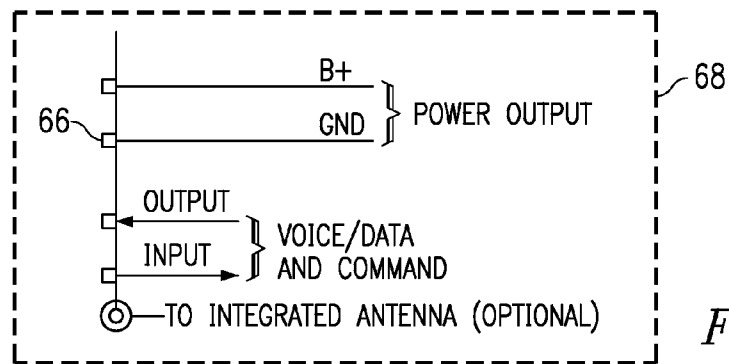 B+
68
66
GND
POWER OUTPUT
OUTPUT
VOICE/DATA
INPUT
AND COMMAND
TO INTEGRATED ANTENNA (OPTIONAL)
F